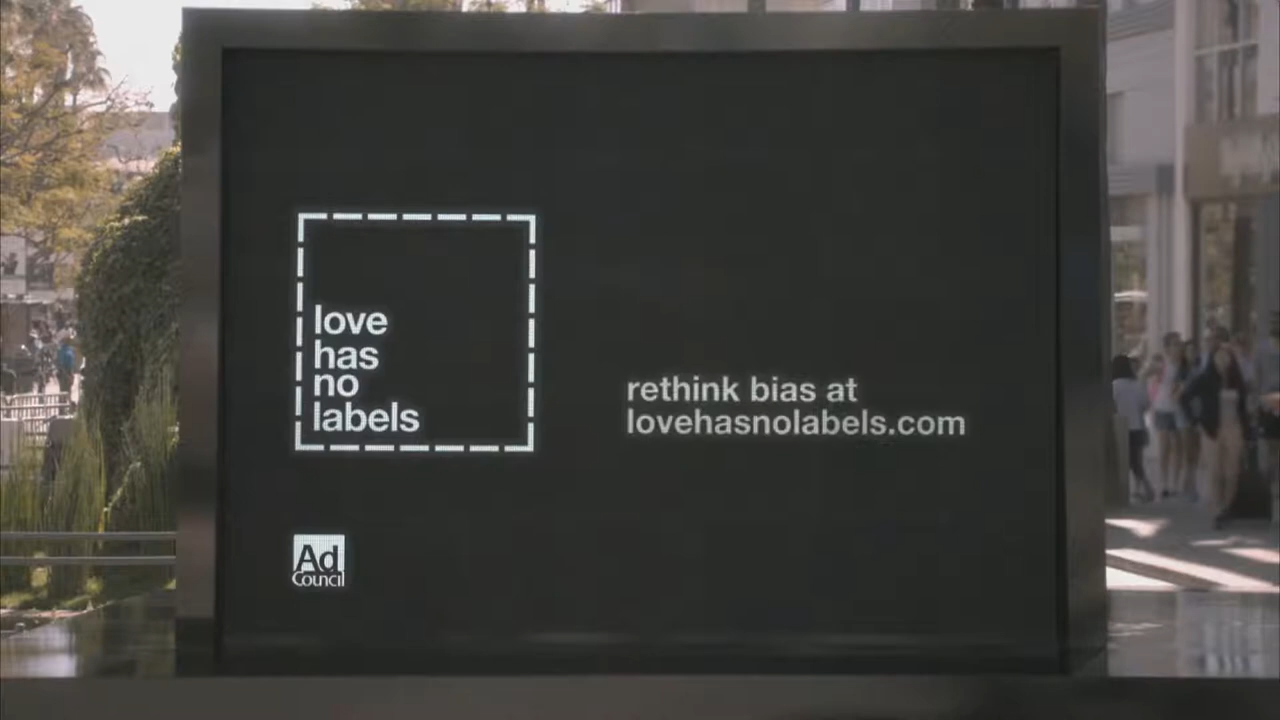 love
has
no
labels
rethink bias at
lovehasnolabels.com
Ad
Council